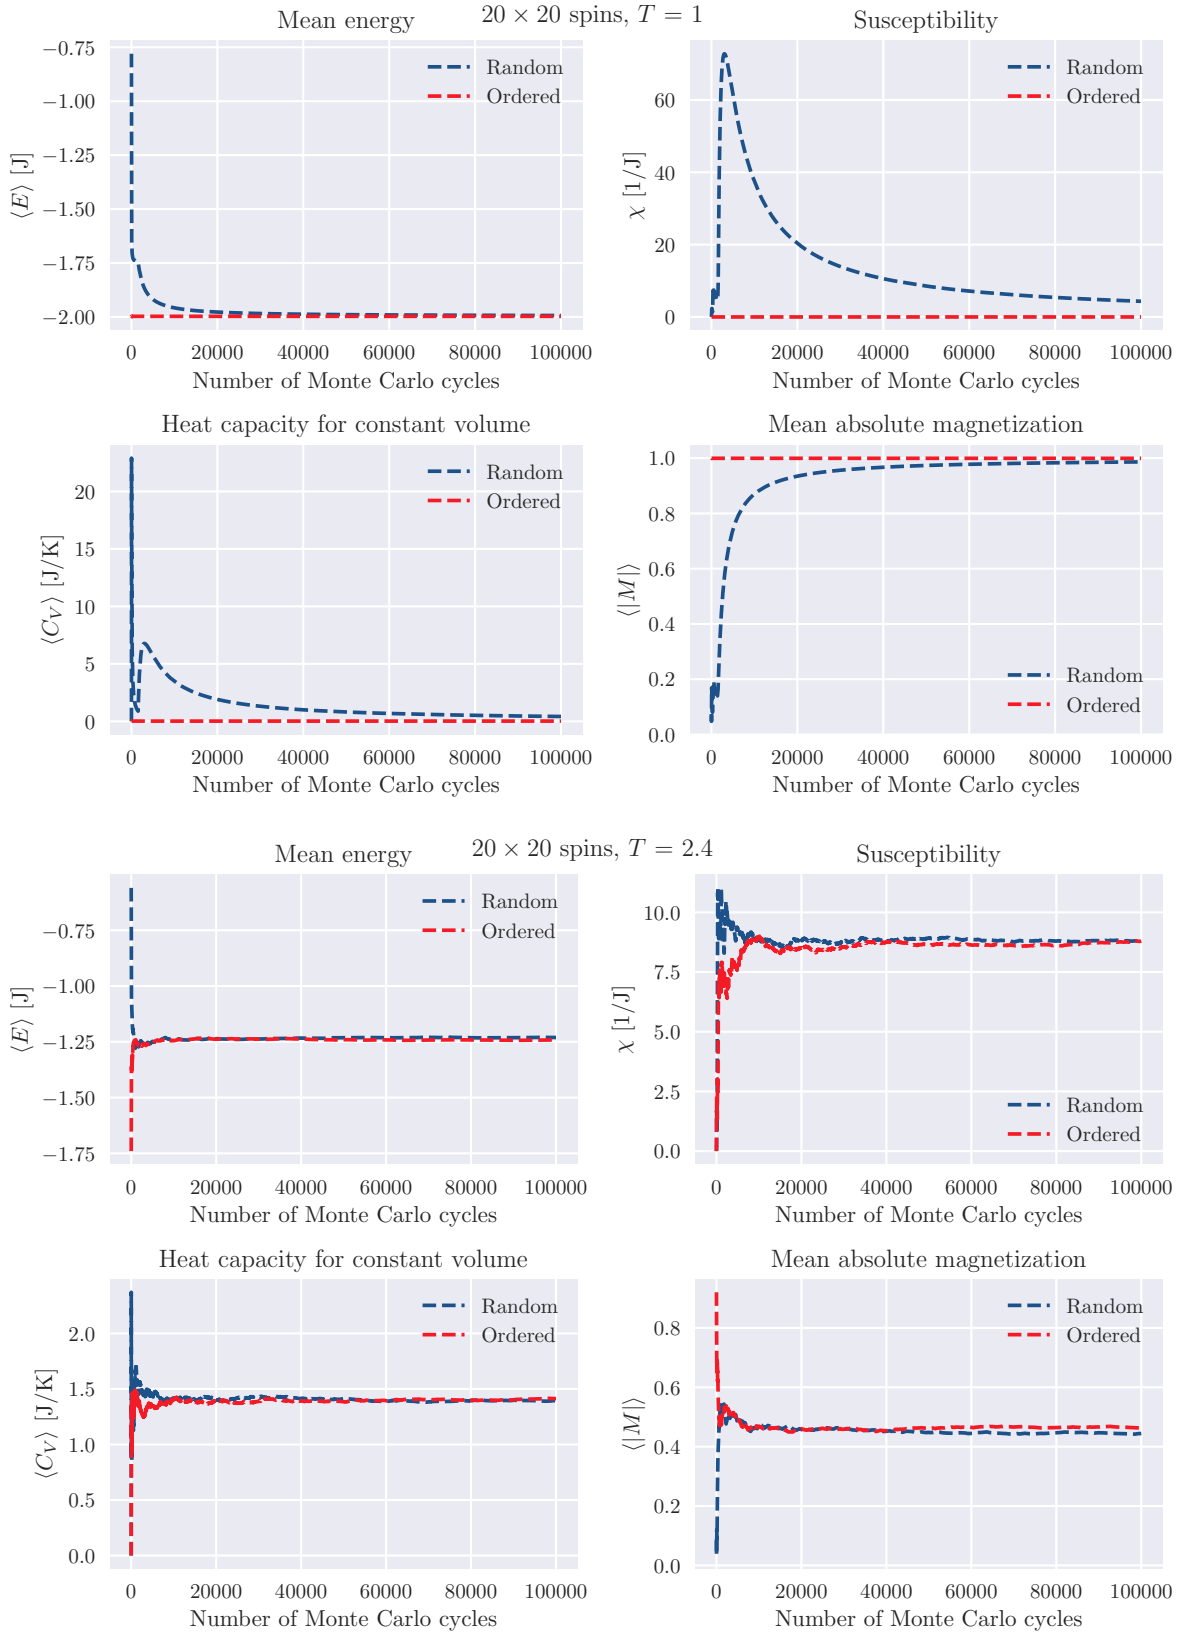 20 × 20 spins, T = 1
Mean energy
Susceptibility
⟨E⟩ [J]
−0.75
−1.00
−1.25
−1.50
−1.75
−2.00
Random
Ordered
0 20000 40000 60000 80000 100000
Number of Monte Carlo cycles
χ [1/J]
60
40
20
0
Random
Ordered
0 20000 40000 60000 80000 100000
Number of Monte Carlo cycles
Heat capacity for constant volume
⟨C_V⟩ [J/K]
20
15
10
5
0
Random
Ordered
0 20000 40000 60000 80000 100000
Number of Monte Carlo cycles
Mean absolute magnetization
⟨|M|⟩
1.0
0.8
0.6
0.4
0.2
0.0
Random
Ordered
0 20000 40000 60000 80000 100000
Number of Monte Carlo cycles
20 × 20 spins, T = 2.4
Mean energy
Susceptibility
⟨E⟩ [J]
−0.75
−1.00
−1.25
−1.50
−1.75
Random
Ordered
0 20000 40000 60000 80000 100000
Number of Monte Carlo cycles
χ [1/J]
10.0
7.5
5.0
2.5
0.0
Random
Ordered
0 20000 40000 60000 80000 100000
Number of Monte Carlo cycles
Heat capacity for constant volume
⟨C_V⟩ [J/K]
2.0
1.5
1.0
0.5
0.0
Random
Ordered
0 20000 40000 60000 80000 100000
Number of Monte Carlo cycles
Mean absolute magnetization
⟨|M|⟩
0.8
0.6
0.4
0.2
0.0
Random
Ordered
0 20000 40000 60000 80000 100000
Number of Monte Carlo cycles